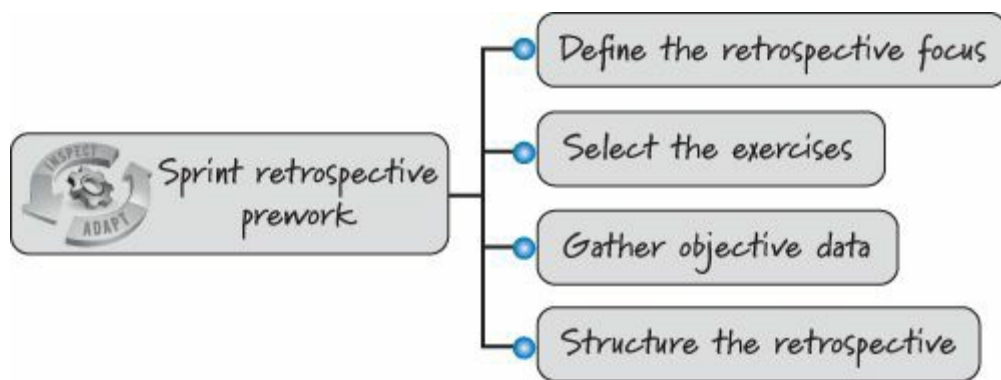 INSPECT
ADAPT
Sprint retrospective
prework
Define the retrospective focus
Select the exercises
Gather objective data
Structure the retrospective